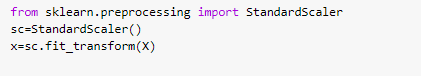 from sklearn.preprocessing import StandardScaler
sc=StandardScaler()
x=sc.fit_transform(X)